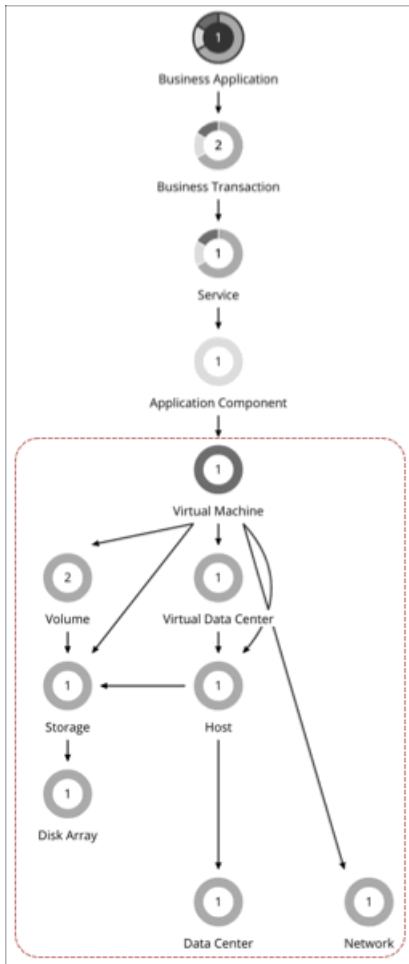 1
Business Application
2
Business Transaction
1
Service
1
Application Component
1
Virtual Machine
2
1
Volume
Virtual Data Center
1
1
Storage
Host
1
Disk Array
1
1
Data Center
Network